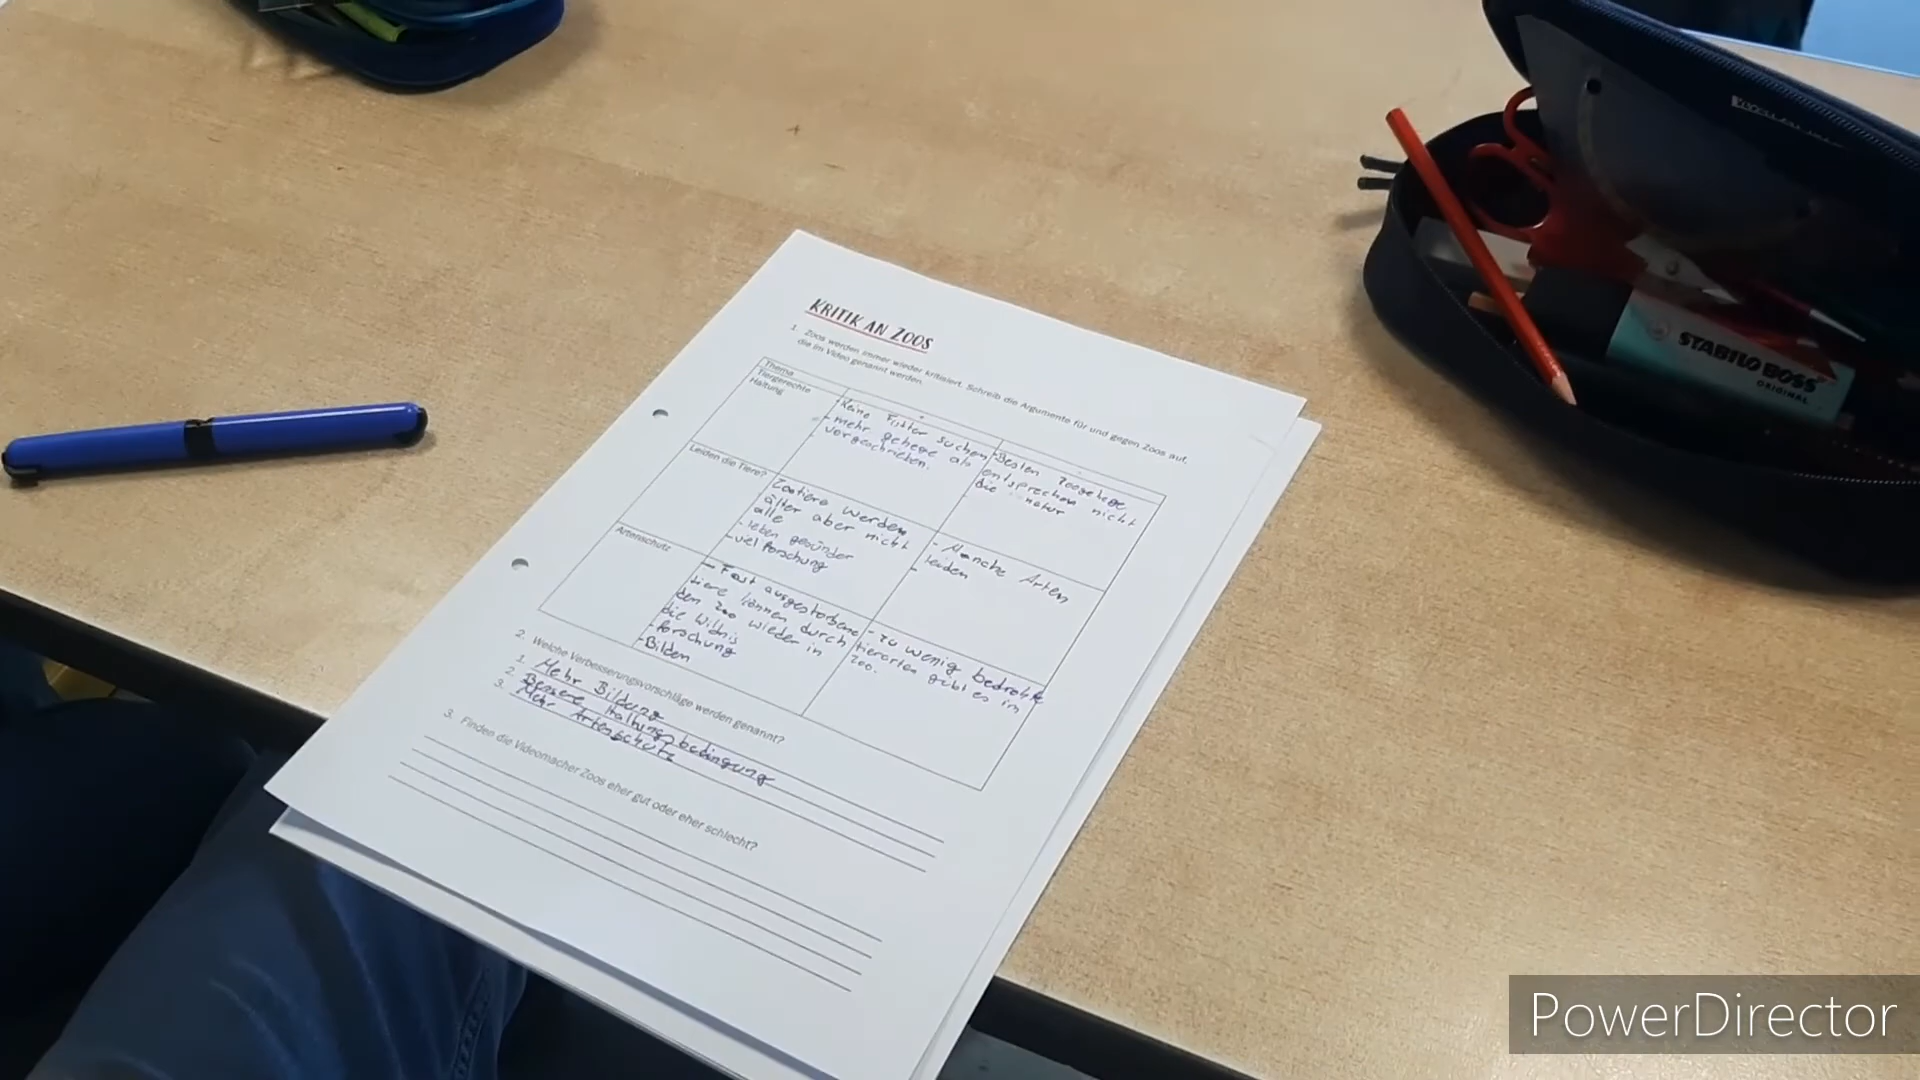 KRITIK AN ZOOS
1. Zoos werden immer wieder kritisiert. Schreib die Argumente für und gegen Zoos auf,
die im Video genannt werden.
Thema
Tiergerechte
Haltung
- Keine Futter suchen
- mehr gehege als
vorgeschrieben.
- Besten Zoogehege
entsprechen nicht
die natur
Leiden die Tiere?
Zootiere werden
älter aber nicht
alle
- leben gesünder
- viel forschung
- Manche Arten
leiden
-
Artenschutz
- Fast ausgestorbene
tiere können durch
den Zoo wieder in
die Wildnis
- forschung
- Bilden
- zu wenig bedrohte
tierarten gibt es im
Zoo.
2. Welche Verbesserungsvorschläge werden genannt?
1. Mehr Bildung
2. Bessere Haltungsbedingung
3. Mehr Artenschutz
3. Finden die Videomacher Zoos eher gut oder eher schlecht?
STABILO BOSS
ORIGINAL
PowerDirector